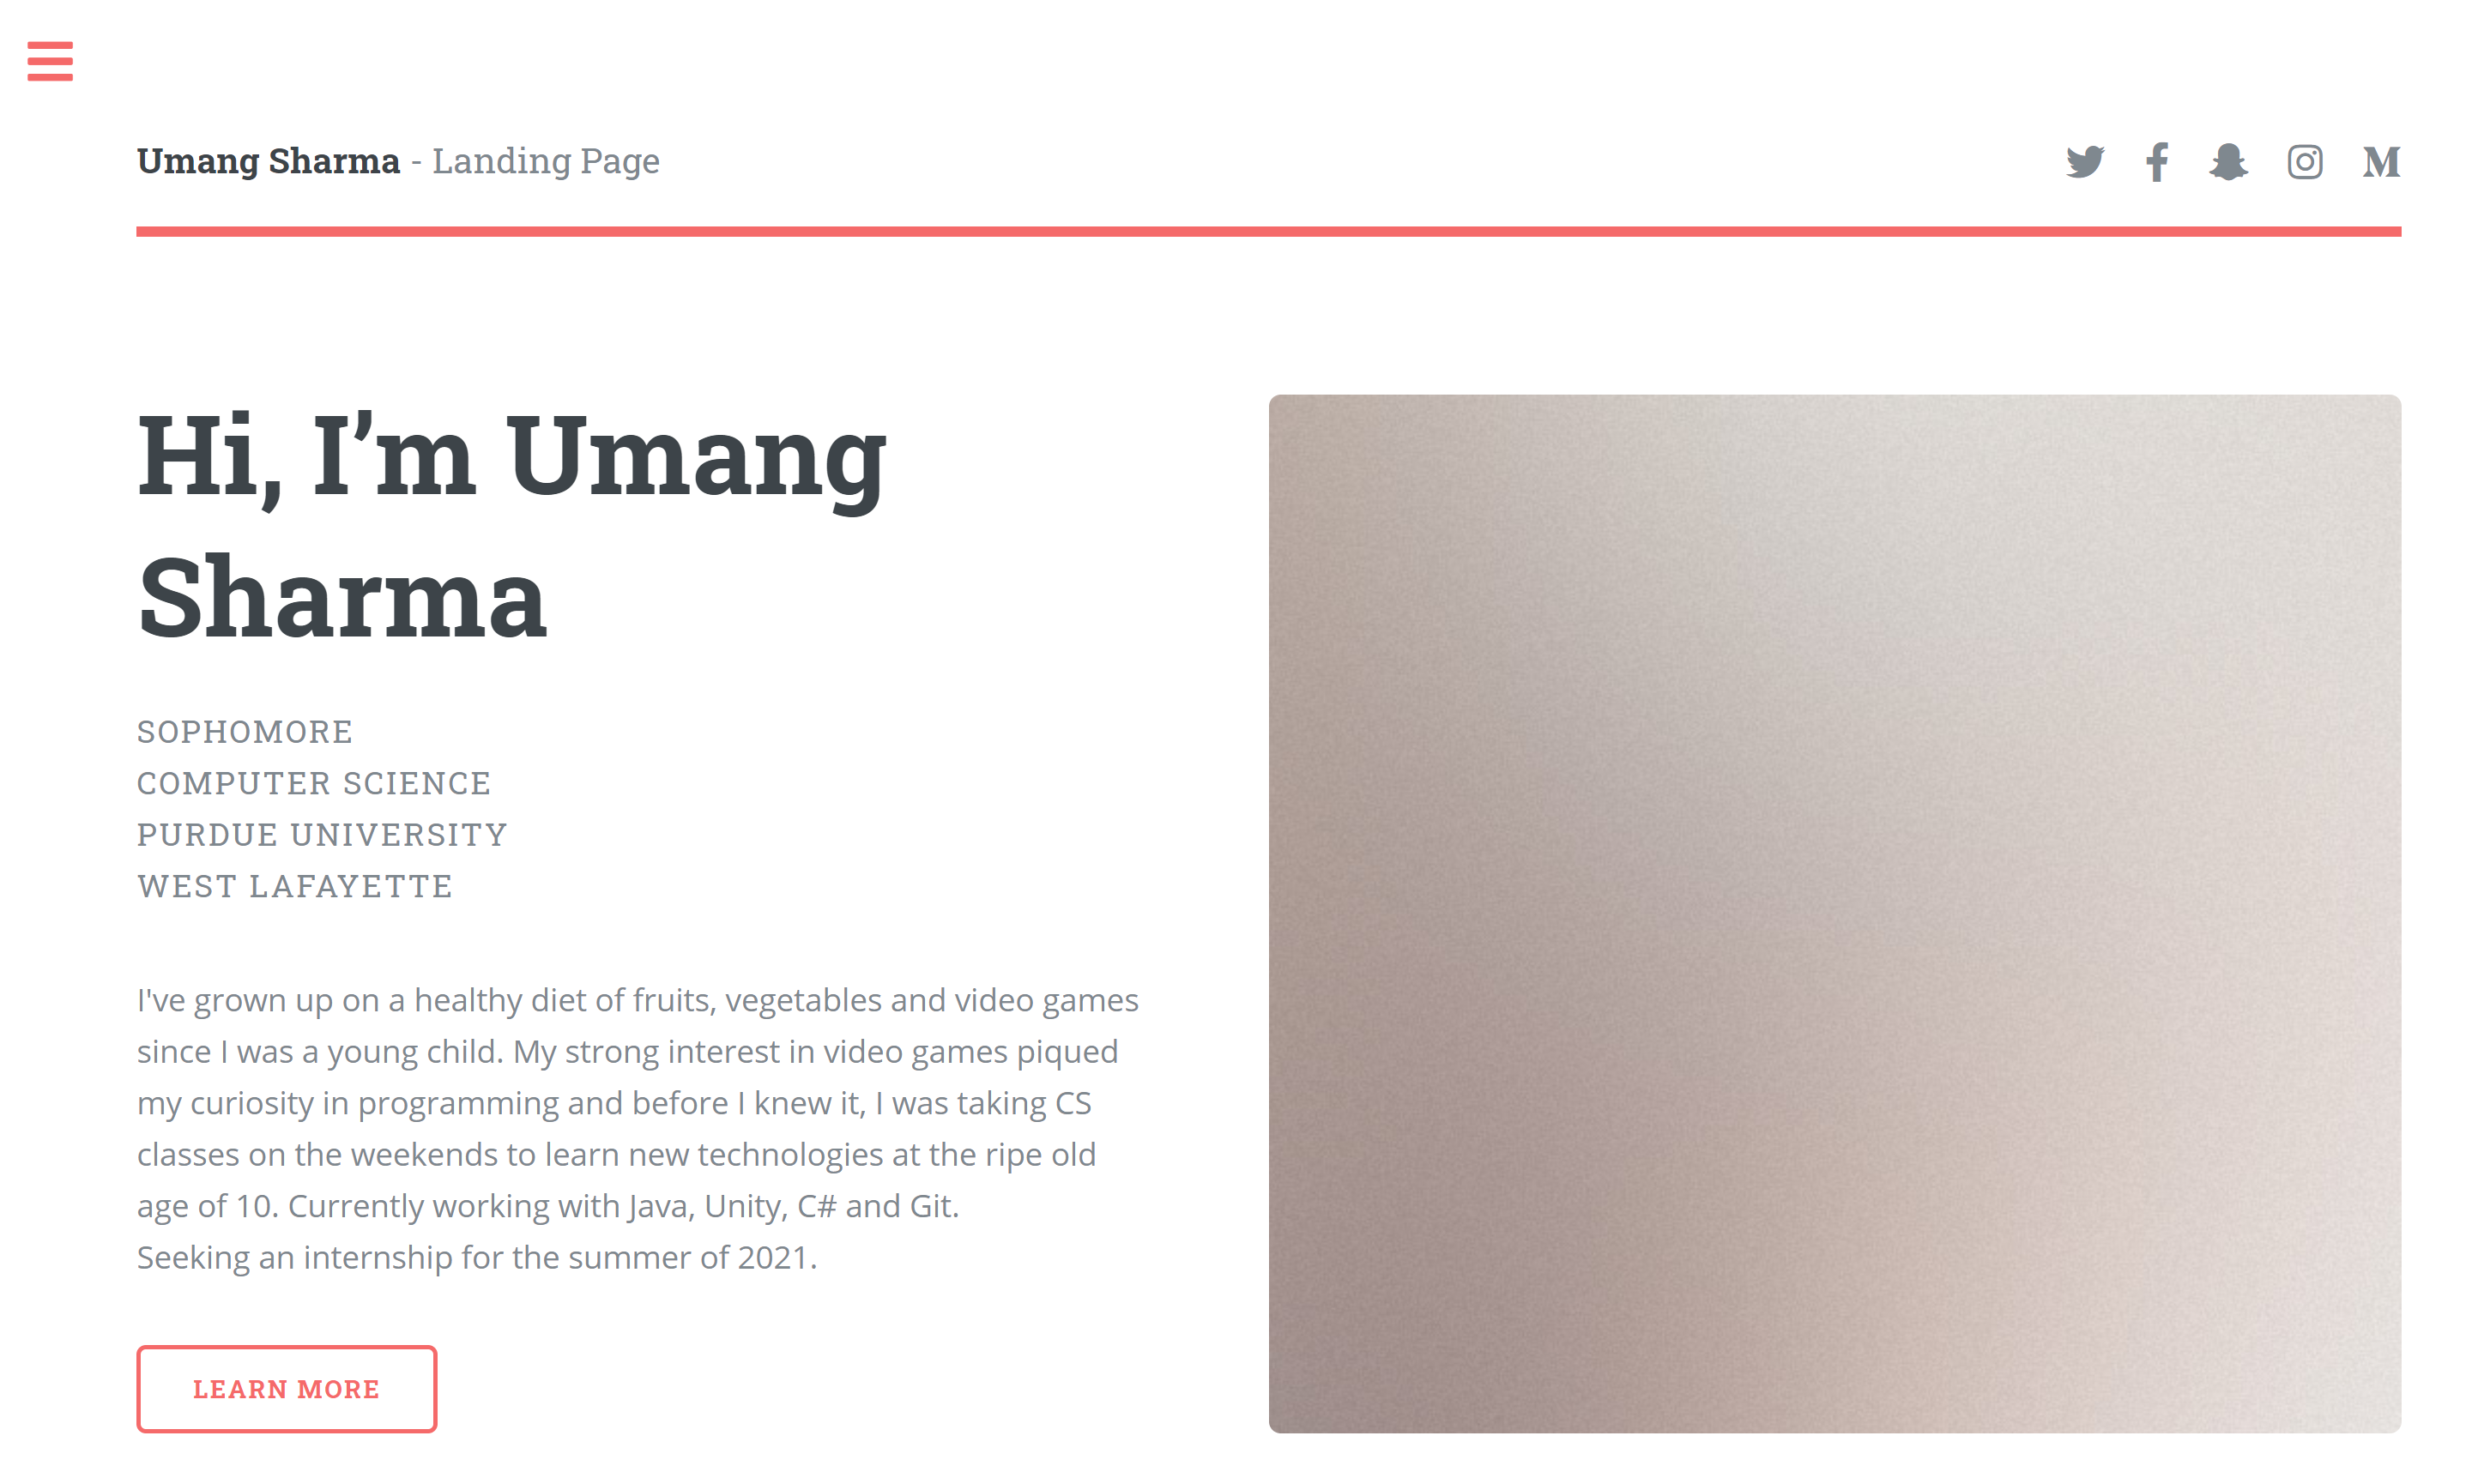 Umang Sharma - Landing Page
Hi, I’m Umang
Sharma
SOPHOMORE
COMPUTER SCIENCE
PURDUE UNIVERSITY
WEST LAFAYETTE
I've grown up on a healthy diet of fruits, vegetables and video games
since I was a young child. My strong interest in video games piqued
my curiosity in programming and before I knew it, I was taking CS
classes on the weekends to learn new technologies at the ripe old
age of 10. Currently working with Java, Unity, C# and Git.
Seeking an internship for the summer of 2021.
LEARN MORE